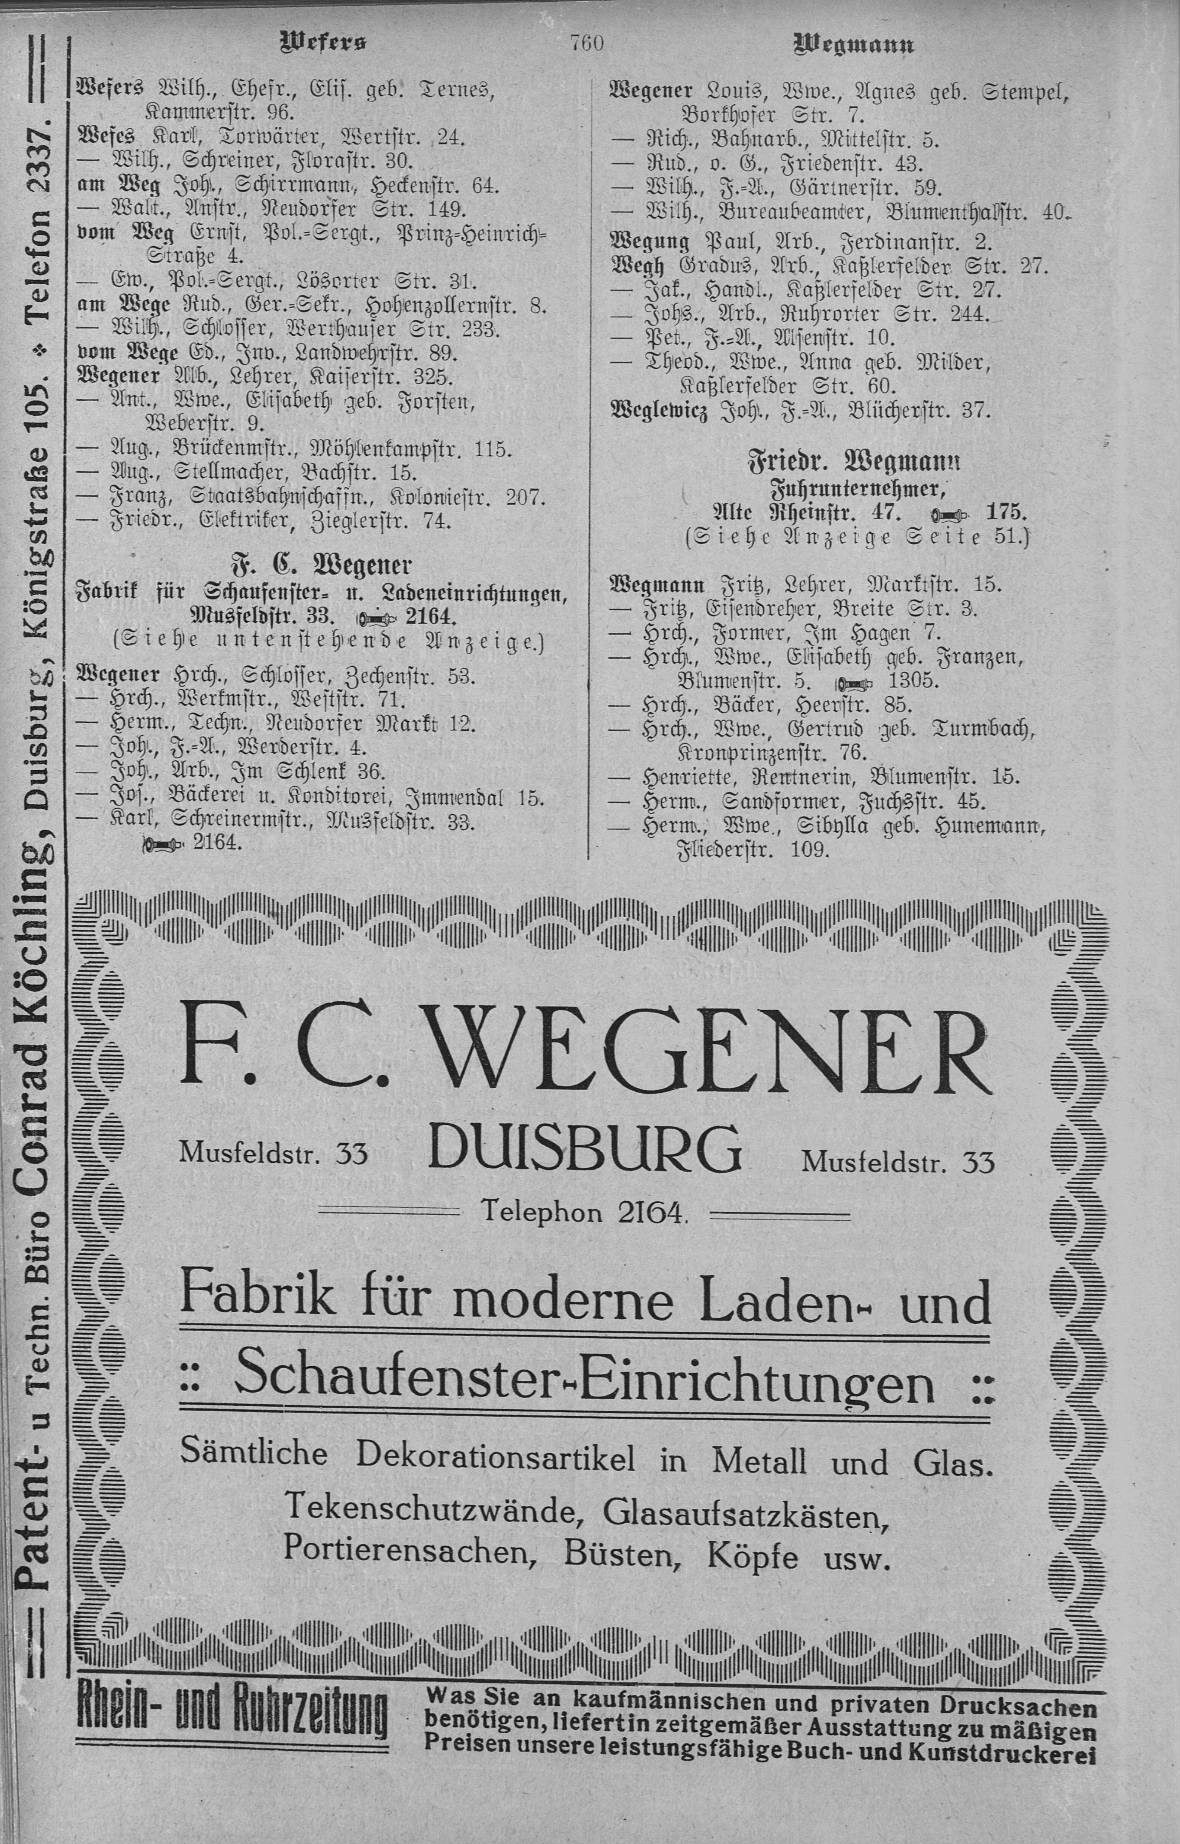 Wefers 760 Wegmann
Wefers Wilh., Ehefr., Elis. geb. Ternes,
Kammerstr. 96.
Wefes Karl, Torwärter, Wertstr. 24.
— Wilh., Schreiner, Florastr. 30.
am Weg Joh., Schirrmann, Heckenstr. 64.
— Walt., Anstr., Neudorfer Str. 149.
vom Weg Ernst, Pol.-Sergt., Prinz-Heinrich-
Straße 4.
— Ew., Pol.-Sergt., Lösorter Str. 31.
am Wege Rud., Ger.-Sekr., Hohenzollernstr. 8.
— Wilh., Schlosser, Werthauser Str. 233.
vom Wege Ed., Inv., Landwehrstr. 89.
Wegener Alb., Lehrer, Kaiserstr. 325.
— Ant., Wwe., Elisabeth geb. Forsten,
Weberstr. 9.
— Aug., Brückenmstr., Möhlenkampstr. 115.
— Aug., Stellmacher, Bachstr. 15.
— Franz, Staatsbahnschaffn., Koloniestr. 207.
— Friedr., Elektriker, Zieglerstr. 74.
F. C. Wegener
Fabrik für Schaufenster- u. Ladeneinrichtungen,
Musfeldstr. 33. 2164.
(Siehe untenstehende Anzeige.)
Wegener Hrch., Schlosser, Zechenstr. 53.
— Hrch., Werkmstr., Weststr. 71.
— Herm., Techn., Neudorfer Markt 12.
— Joh., F.-A., Werderstr. 4.
— Joh., Arb., Im Schlenk 36.
— Jos., Bäckerei u. Konditorei, Immendal 15.
— Karl, Schreinermstr., Musfeldstr. 33.
2164.
Wegener Louis, Wwe., Agnes geb. Stempel,
Borkhofer Str. 7.
— Rich., Bahnarb., Mittelstr. 5.
— Rud., o. G., Friedenstr. 43.
— Wilh., F.-A., Gärtnerstr. 59.
— Wilh., Bureaubeamter, Blumenthalstr. 40.
Wegung Paul, Arb., Ferdinanstr. 2.
Wegh Gradus, Arb., Kaßlerfelder Str. 27.
— Jak., Handl., Kaßlerfelder Str. 27.
— Johs., Arb., Ruhrorter Str. 244.
— Pet., F.-A., Alsenstr. 10.
— Theod., Wwe., Anna geb. Milder,
Kaßlerfelder Str. 60.
Weglewicz Joh., F.-A., Blücherstr. 37.
Friedr. Wegmann
Fuhrunternehmer,
Alte Rheinstr. 47. 175.
(Siehe Anzeige Seite 51.)
Wegmann Fritz, Lehrer, Marktstr. 15.
— Fritz, Eisendreher, Breite Str. 3.
— Hrch., Former, Im Hagen 7.
— Hrch., Wwe., Elisabeth geb. Franzen,
Blumenstr. 5. 1305.
— Hrch., Bäcker, Heerstr. 85.
— Hrch., Wwe., Gertrud geb. Turmbach,
Kronprinzenstr. 76.
— Henriette, Rentnerin, Blumenstr. 15.
— Herm., Sandformer, Fuchsstr. 45.
— Herm., Wwe., Sibylla geb. Hunemann,
Fliederstr. 109.
Patent- u Techn. Büro Conrad Köchling, Duisburg, Königstraße 105. ❖ Telefon 2337.
F. C. WEGENER
Musfeldstr. 33 DUISBURG Musfeldstr. 33
Telephon 2164.
Fabrik für moderne Laden- und
:: Schaufenster-Einrichtungen ::
Sämtliche Dekorationsartikel in Metall und Glas.
Tekenschutzwände, Glasaufsatzkästen,
Portierensachen, Büsten, Köpfe usw.
Rhein- und Ruhrzeitung
Was Sie an kaufmännischen und privaten Drucksachen
benötigen, liefert in zeitgemäßer Ausstattung zu mäßigen
Preisen unsere leistungsfähige Buch- und Kunstdruckerei